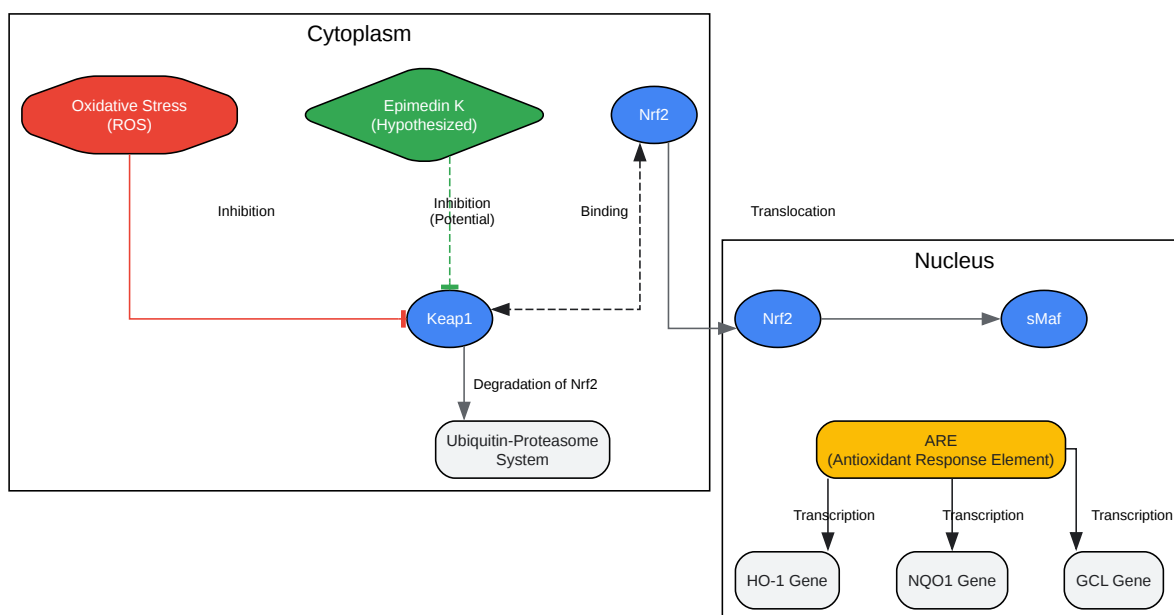 Cytoplasm
Oxidative Stress
(ROS)
Epimedin K
(Hypothesized)
Nrf2
Inhibition
Inhibition
(Potential)
Binding
Translocation
Nucleus
Keap1
Nrf2
sMaf
Degradation of Nrf2
Ubiquitin-Proteasome
System
ARE
(Antioxidant Response Element)
Transcription
Transcription
Transcription
HO-1 Gene
NQO1 Gene
GCL Gene